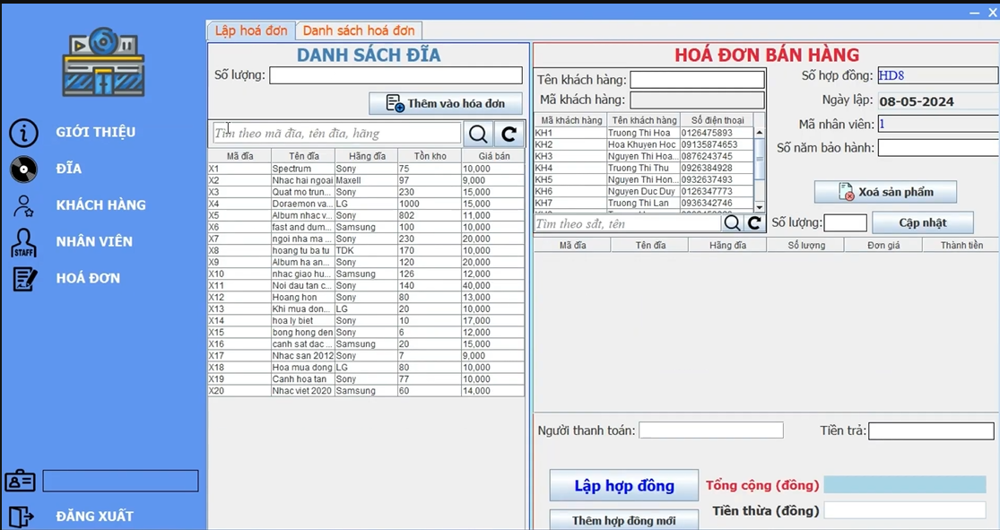 Lập hoá đơn Danh sách hoá đơn
GIỚI THIỆU
ĐĨA
KHÁCH HÀNG
NHÂN VIÊN
STAFF
HOÁ ĐƠN
ĐĂNG XUẤT
DANH SÁCH ĐĨA
Số lượng:
Thêm vào hóa đơn
Tìm theo mã đĩa, tên đĩa, hãng
Mã đĩa Tên đĩa Hãng đĩa Tồn kho Giá bán
X1 Spectrum Sony 75 10,000
X2 Nhac hai ngoai Maxell 97 9,000
X3 Quat mo trun... Sony 230 15,000
X4 Doraemon va... LG 1000 15,000
X5 Album nhac v... Sony 802 11,000
X6 fast and dum... Samsung 100 10,000
X7 ngoi nha ma ... Sony 230 20,000
X8 hoang tu ba tu TDK 170 10,000
X9 Album ha an... Sony 120 20,000
X10 nhac giao hu... Samsung 126 12,000
X11 Noi dau tan c... Sony 140 40,000
X12 Hoang hon Sony 80 13,000
X13 Khi mua don... LG 20 10,000
X14 hoa ly biet Sony 10 17,000
X15 bong hong den Sony 6 12,000
X16 canh sat dac ... Samsung 20 15,000
X17 Nhac san 2012 Sony 7 9,000
X18 Hoa mua dong LG 80 10,000
X19 Canh hoa tan Sony 77 10,000
X20 Nhac viet 2020 Samsung 60 14,000
HOÁ ĐƠN BÁN HÀNG
Tên khách hàng:
Mã khách hàng:
Mã khách hàng Tên khách hàng Số điện thoại
KH1 Truong Thi Hoa 0126475893
KH2 Hoa Khuyen Hoc 09135874653
KH3 Nguyen Thi Hoa... 0876243745
KH4 Truong Thi Thu 0926384928
KH5 Nguyen Thi Hon... 0932637493
KH6 Nguyen Duc Duy 0126347773
KH7 Truong Thi Lan 0936342746
Tìm theo sđt, tên
Số hợp đồng: HD8
Ngày lập: 08-05-2024
Mã nhân viên: 1
Số năm bảo hành:
Xoá sản phẩm
Số lượng: Cập nhật
Mã đĩa Tên đĩa Hãng đĩa Số lượng Đơn giá Thành tiền
Người thanh toán: Tiền trả:
Lập hợp đồng Tổng cộng (đồng)
Thêm hợp đồng mới Tiền thừa (đồng)